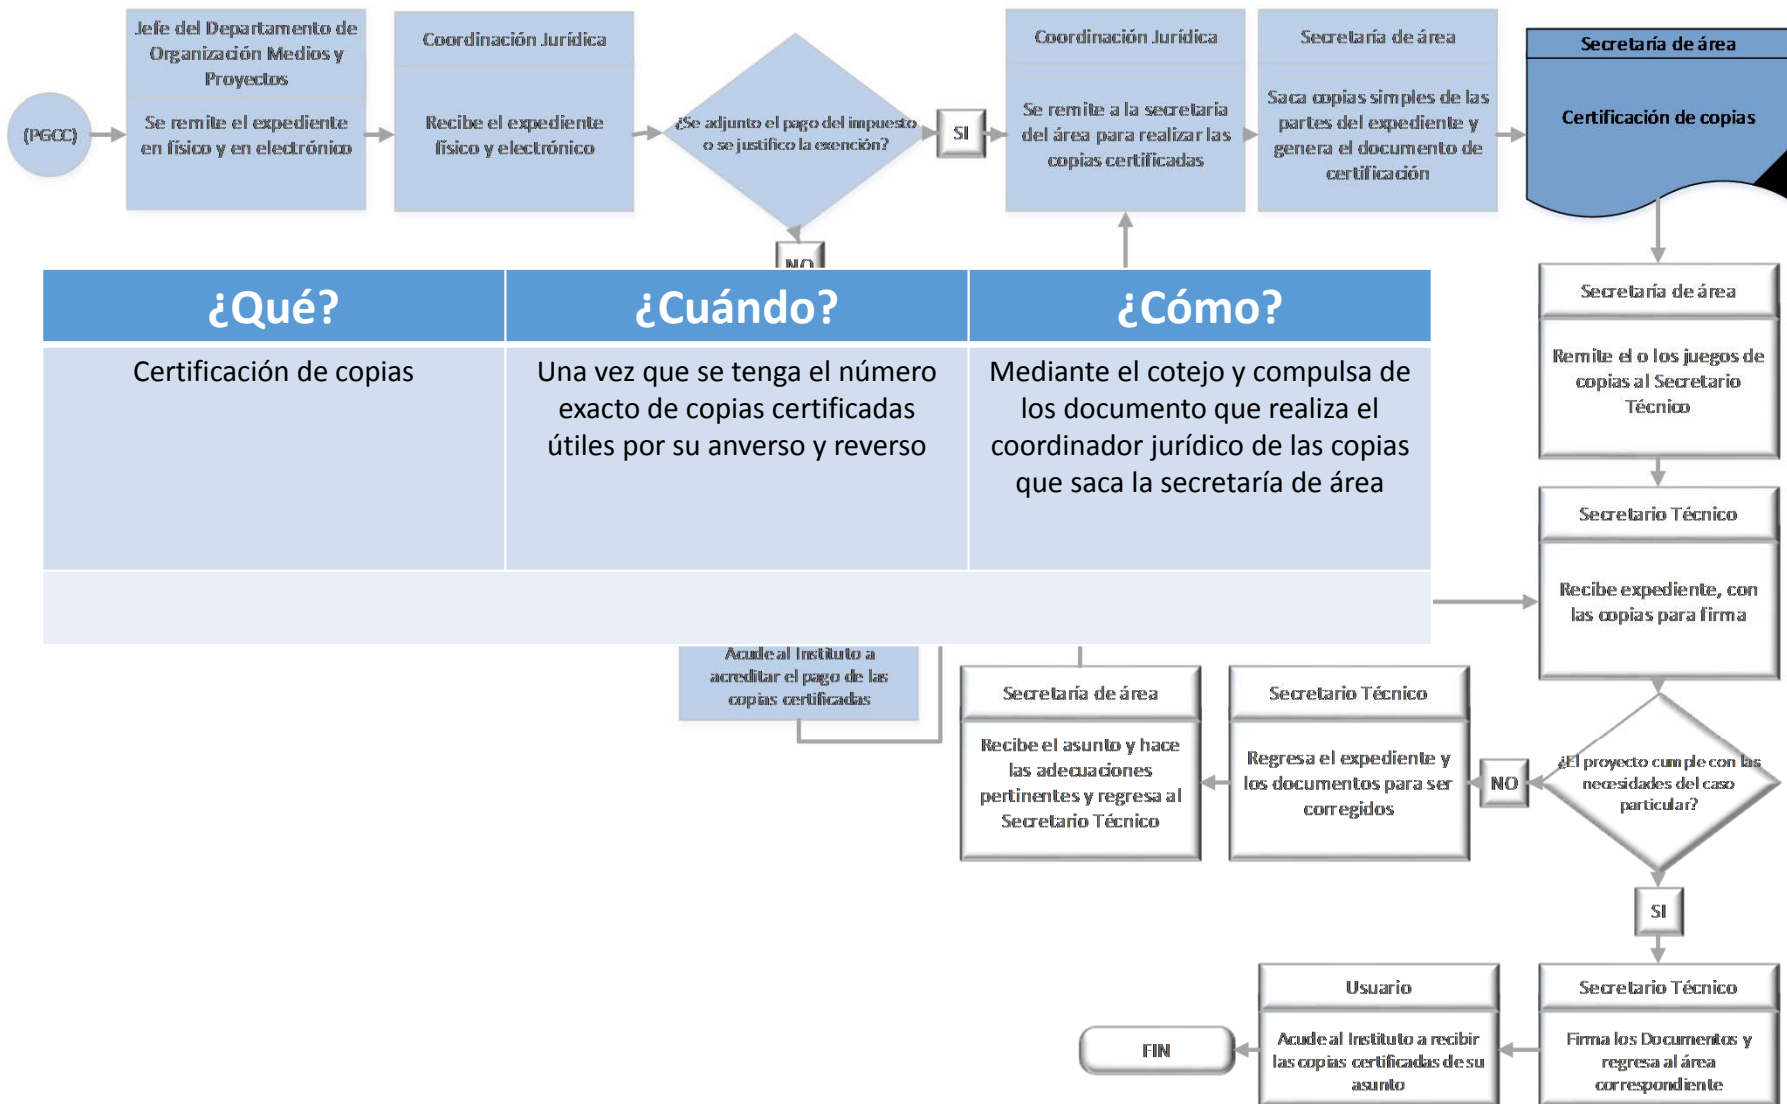 (PGCC)
Jefe del Departamento de
Organización Medios y
Proyectos
Se remite el expediente
en físico y en electrónico
Coordinación Jurídica
Recibe el expediente
físico y electrónico
¿Se adjunto el pago del impuesto
o se justifico la exención?
SI
Coordinación Jurídica
Se remite a la secretaria
del área para realizar las
copias certificadas
Secretaría de área
Saca copias simples de las
partes del expediente y
genera el documento de
certificación
Secretaría de área
Certificación de copias
NO
¿Qué?
¿Cuándo?
¿Cómo?
Certificación de copias
Una vez que se tenga el número
exacto de copias certificadas
útiles por su anverso y reverso
Mediante el cotejo y compulsa de
los documento que realiza el
coordinador jurídico de las copias
que saca la secretaría de área
Secretaría de área
Remite el o los juegos de
copias al Secretario
Técnico
Secretario Técnico
Recibe expediente, con
las copias para firma
Acude al Instituto a
acreditar el pago de las
copias certificadas
Secretaría de área
Recibe el asunto y hace
las adecuaciones
pertinentes y regresa al
Secretario Técnico
Secretario Técnico
Regresa el expediente y
los documentos para ser
corregidos
NO
¿El proyecto cumple con las
necesidades del caso
particular?
SI
FIN
Usuario
Acude al Instituto a recibir
las copias certificadas de su
asunto
Secretario Técnico
Firma los Documentos y
regresa al área
correspondiente